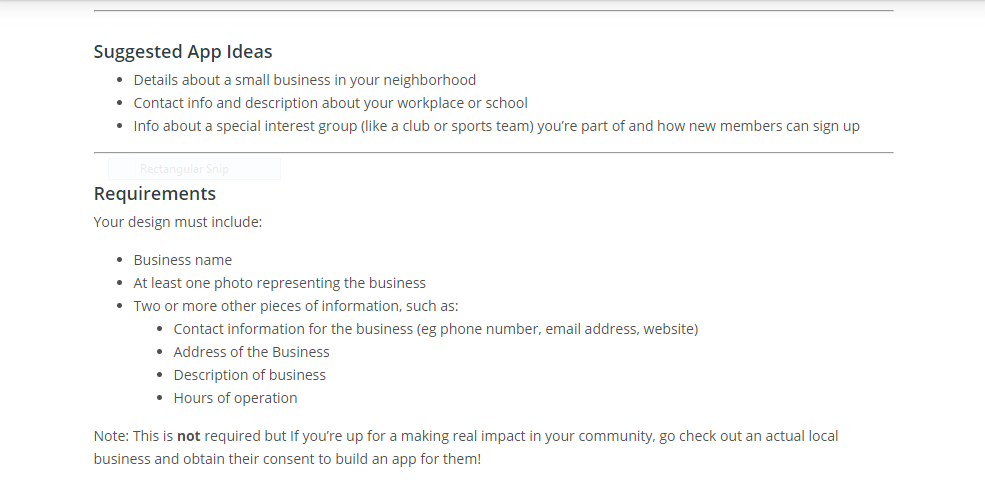 Suggested App Ideas
Details about a small business in your neighborhood
Contact info and description about your workplace or school
Info about a special interest group (like a club or sports team) you're part of and how new members can sign up
Rectangular Snip
Requirements
Your design must include:
Business name
At least one photo representing the business
Two or more other pieces of information, such as:
Contact information for the business (eg phone number, email address, website)
Address of the Business
Description of business
Hours of operation
Note: This is not required but If you're up for a making real impact in your community, go check out an actual local
business and obtain their consent to build an app for them!